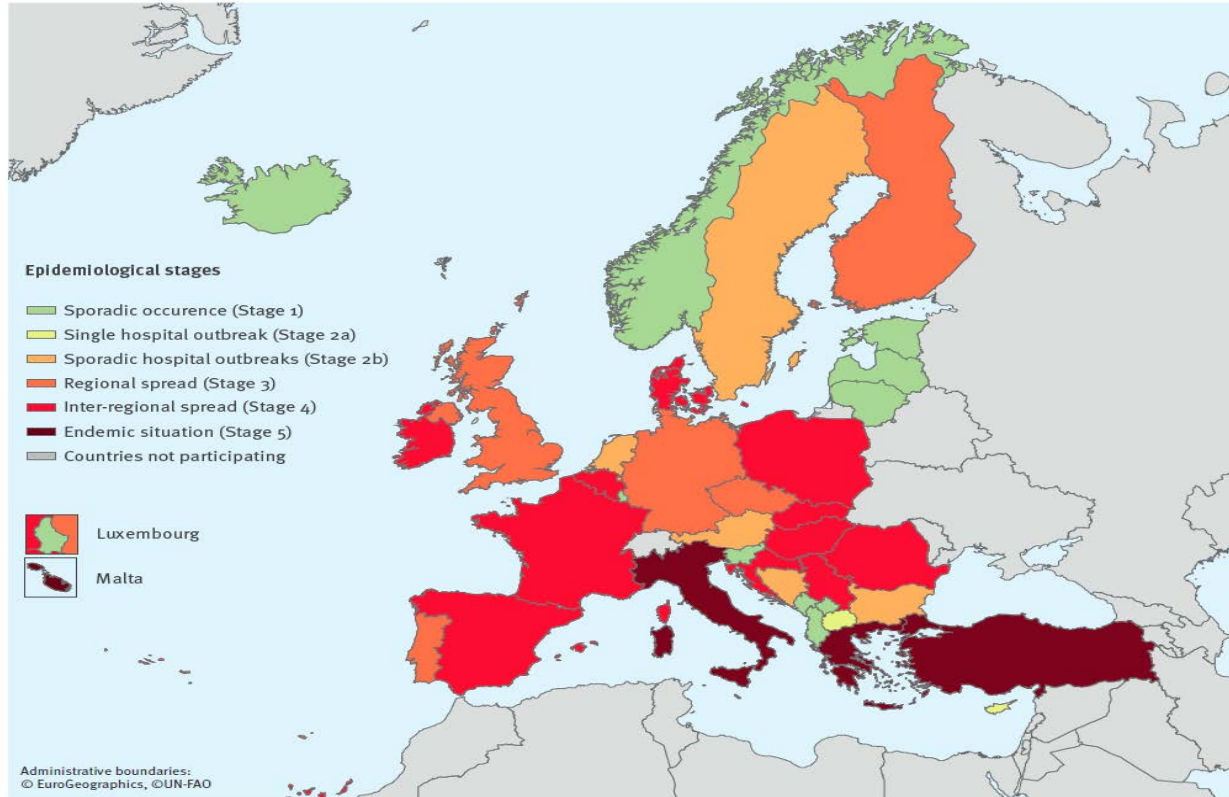 Epidemiological stages
Sporadic occurence (Stage 1)
Single hospital outbreak (Stage 2a)
Sporadic hospital outbreaks (Stage 2b)
Regional spread (Stage 3)
Inter-regional spread (Stage 4)
Endemic situation (Stage 5)
Countries not participating
Luxembourg
Malta
Administrative boundaries:
© EuroGeographics, ©UN-FAO